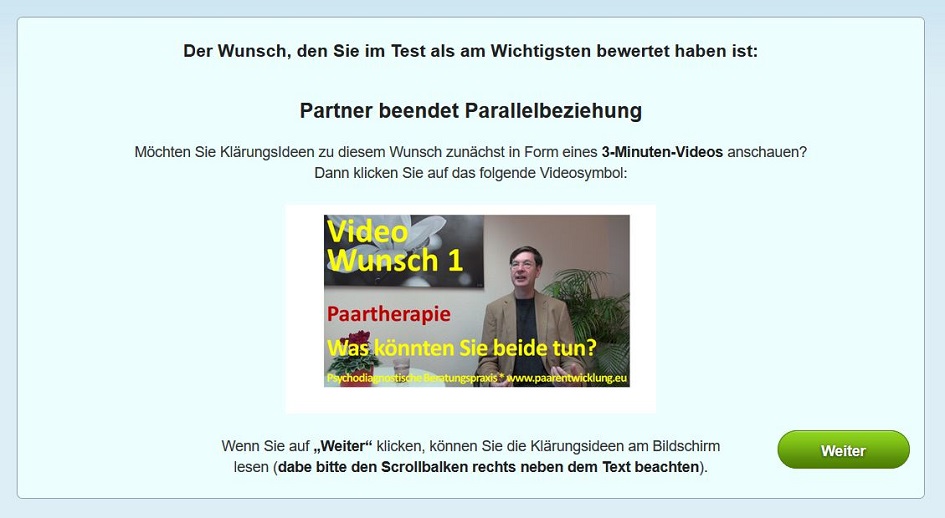 Der Wunsch, den Sie im Test als am Wichtigsten bewertet haben ist:
Partner beendet Parallelbeziehung
Möchten Sie KlärungsIdeen zu diesem Wunsch zunächst in Form eines 3-Minuten-Videos anschauen?
Dann klicken Sie auf das folgende Videosymbol:
Video
Wunsch 1
Paartherapie
Was könnten Sie beide tun?
Psychodiagnostische Beratungspraxis * www.paarentwicklung.eu
Wenn Sie auf „Weiter“ klicken, können Sie die Klärungsideen am Bildschirm
lesen (dabe bitte den Scrollbalken rechts neben dem Text beachten).
Weiter